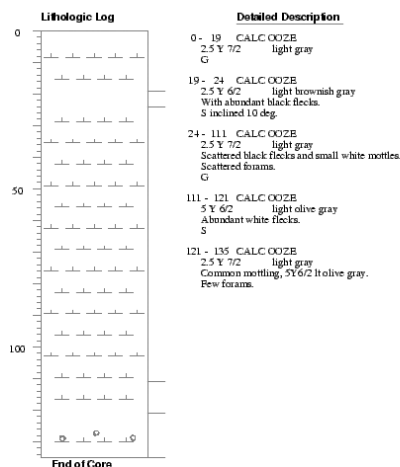 Lithologic Log
Detailed Description
0
50
100
End of Core
0 - 19 CALC OOZE
2.5 Y 7/2 light gray
G
19 - 24 CALC OOZE
2.5 Y 6/2 light brownish gray
With abundant black flecks.
S inclined 10 deg.
24 - 111 CALC OOZE
2.5 Y 7/2 light gray
Scattered black flecks and small white mottles.
Scattered forams.
G
111 - 121 CALC OOZE
5 Y 6/2 light olive gray
Abundant white flecks.
S
121 - 135 CALC OOZE
2.5 Y 7/2 light gray
Common mottling, 5Y6/2 lt olive gray.
Few forams.